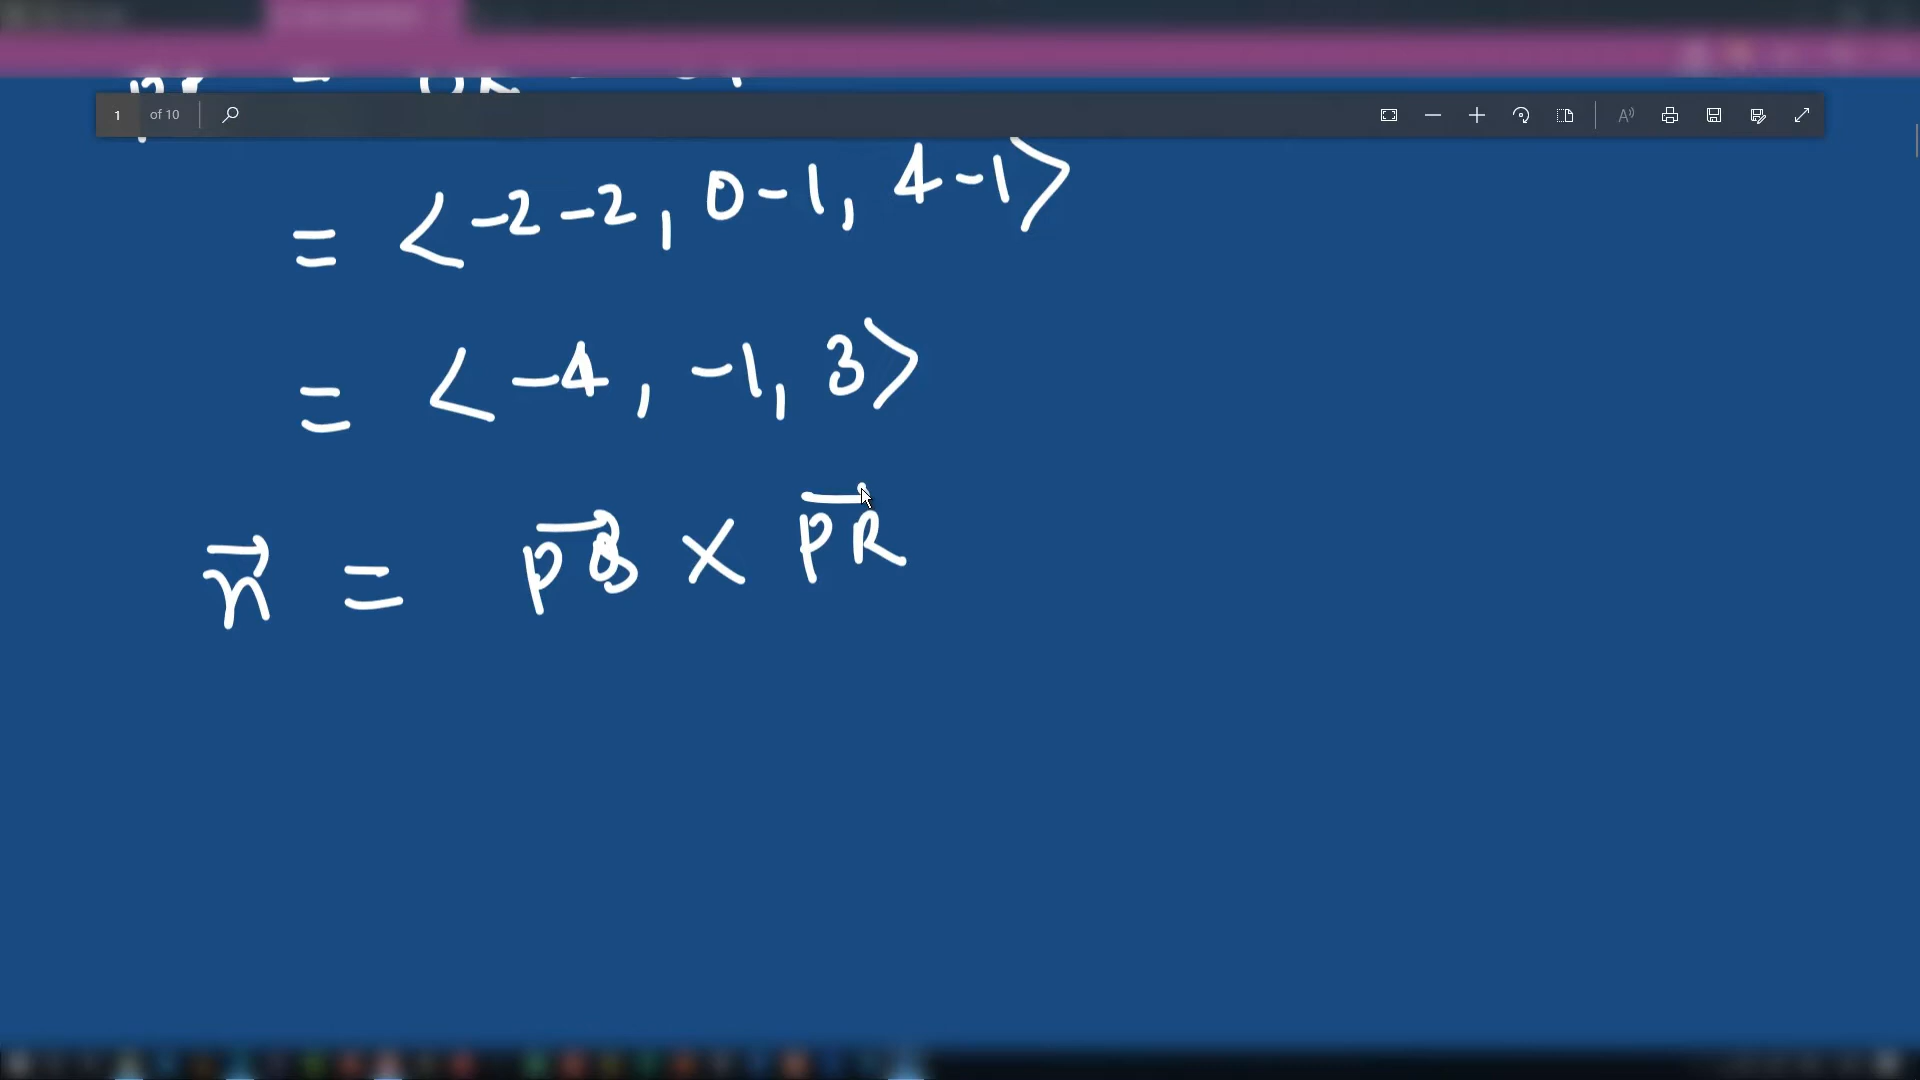 1 of 10
= <-2-2, 0-1, 4-1>
= <-4, -1, 3>
n⃗ = PQ⃗ × PR⃗